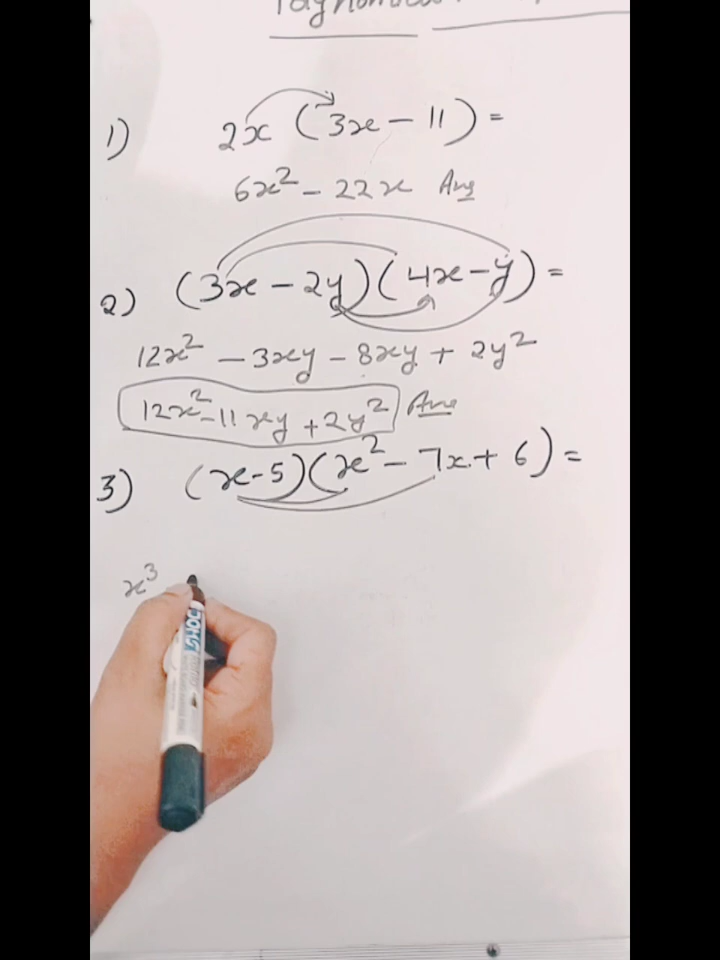 Polynomial
1) 2x (3x - 11) =
6x² - 22x Ans
2) (3x - 2y)(4x - y) =
12x² - 3xy - 8xy + 2y²
12x² - 11xy + 2y² Ans
3) (x - 5)(x² - 7x + 6) =
x³